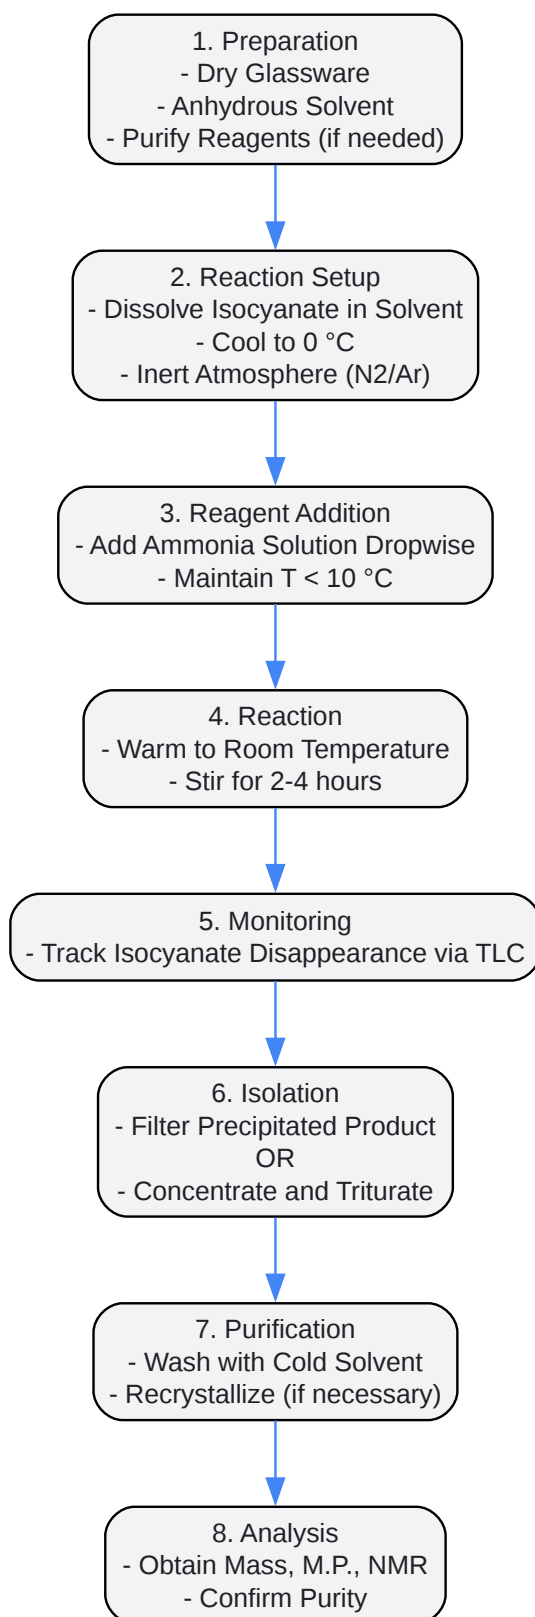 1. Preparation
- Dry Glassware
- Anhydrous Solvent
- Purify Reagents (if needed)
2. Reaction Setup
- Dissolve Isocyanate in Solvent
- Cool to 0 °C
- Inert Atmosphere (N2/Ar)
3. Reagent Addition
- Add Ammonia Solution Dropwise
- Maintain T < 10 °C
4. Reaction
- Warm to Room Temperature
- Stir for 2-4 hours
5. Monitoring
- Track Isocyanate Disappearance via TLC
6. Isolation
- Filter Precipitated Product
OR
- Concentrate and Triturate
7. Purification
- Wash with Cold Solvent
- Recrystallize (if necessary)
8. Analysis
- Obtain Mass, M.P., NMR
- Confirm Purity